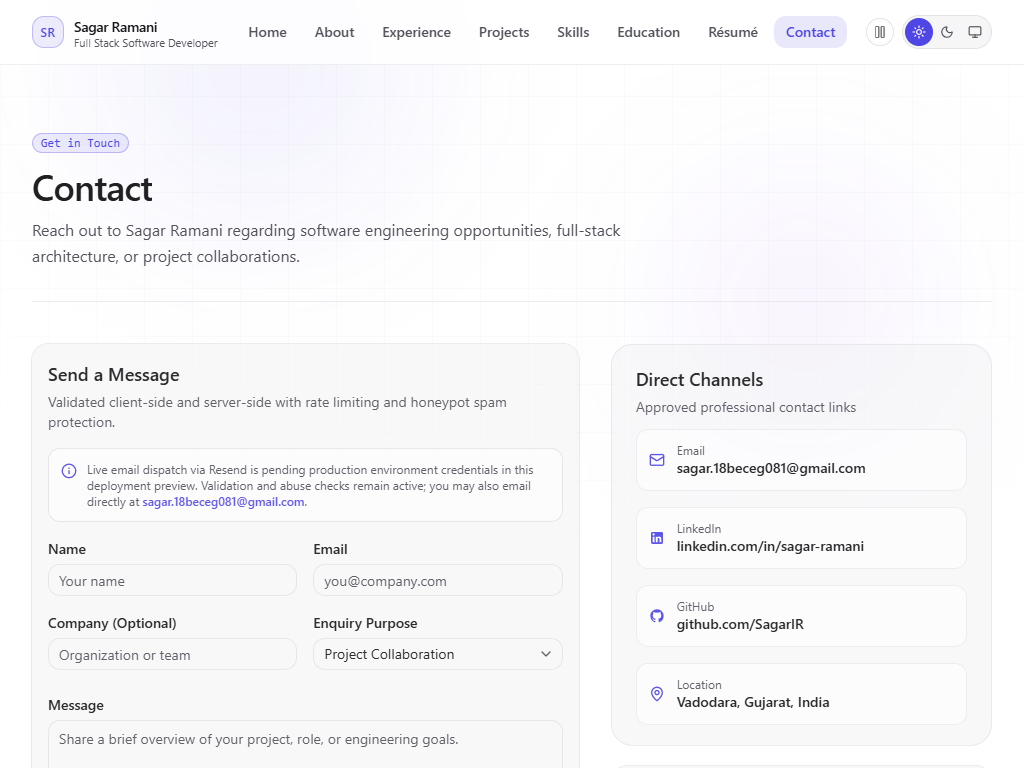 SR
Sagar Ramani
Full Stack Software Developer
Home
About
Experience
Projects
Skills
Education
Résumé
Contact
Get in Touch
Contact
Reach out to Sagar Ramani regarding software engineering opportunities, full-stack
architecture, or project collaborations.
Send a Message
Validated client-side and server-side with rate limiting and honeypot spam
protection.
Live email dispatch via Resend is pending production environment credentials in this
deployment preview. Validation and abuse checks remain active; you may also email
directly at sagar.18beceg081@gmail.com.
Name
Your name
Email
you@company.com
Company (Optional)
Organization or team
Enquiry Purpose
Project Collaboration
Message
Share a brief overview of your project, role, or engineering goals.
Direct Channels
Approved professional contact links
Email
sagar.18beceg081@gmail.com
LinkedIn
linkedin.com/in/sagar-ramani
GitHub
github.com/SagarIR
Location
Vadodara, Gujarat, India